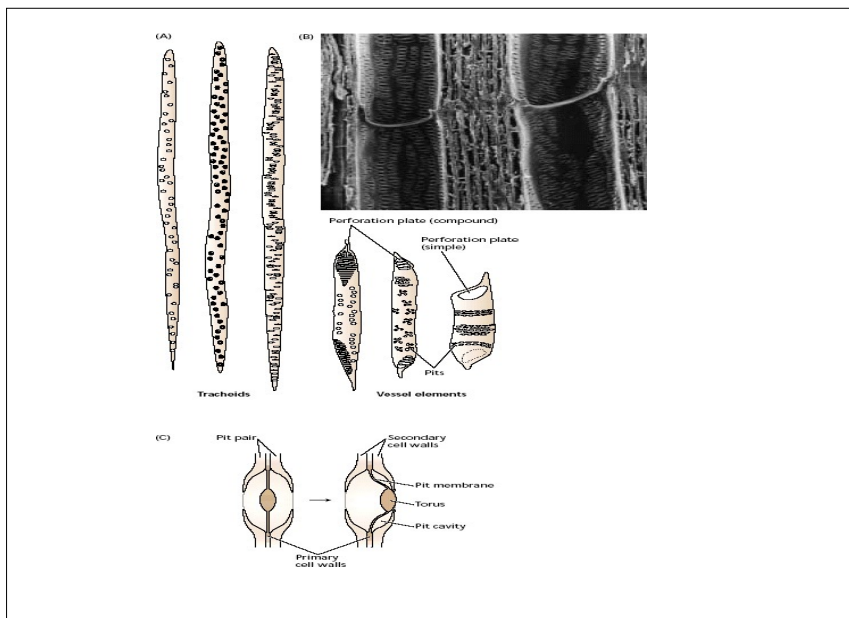 (A)
(B)
Perforation plate (compound)
Perforation plate
(simple)
Pits
Tracheids
Vessel elements
(C)
Pit pair
Secondary
cell walls
Pit membrane
Torus
Pit cavity
Primary
cell walls